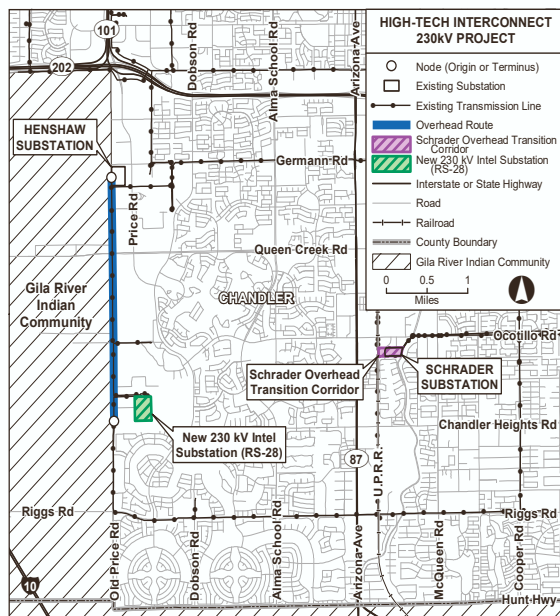 HIGH-TECH INTERCONNECT
230kV PROJECT
Node (Origin or Terminus)
Existing Substation
Existing Transmission Line
Overhead Route
Schrader Overhead Transition
Corridor
New 230 kV Intel Substation
(RS-28)
Interstate or State Highway
Road
Railroad
County Boundary
Gila River Indian Community
0 0.5 1
Miles
101
202
Dobson Rd
Alma School Rd
Arizona Ave
HENSHAW
SUBSTATION
Germann Rd
Price Rd
Queen Creek Rd
Gila River
Indian
Community
CHANDLER
Ocotillo Rd
Schrader Overhead
Transition Corridor
SCHRADER
SUBSTATION
New 230 kV Intel
Substation (RS-28)
Chandler Heights Rd
87
U.P.R.R.
Riggs Rd
Riggs Rd
Old Price Rd
Dobson Rd
Alma School Rd
Arizona Ave
McQueen Rd
Cooper Rd
10
Hunt Hwy